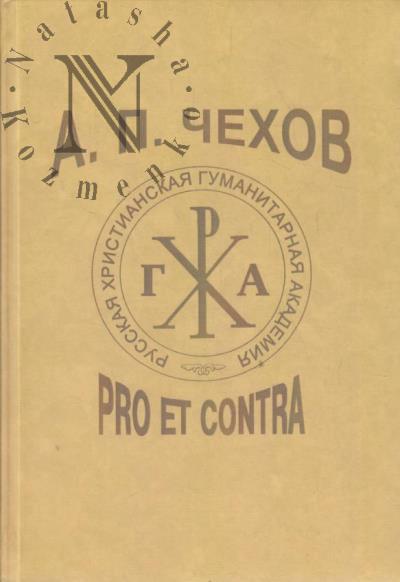 Natasha Kozmenko
N
А. П. ЧЕХОВ
РУССКАЯ ХРИСТИАНСКАЯ ГУМАНИТАРНАЯ АКАДЕМИЯ
Р
Г Х А
PRO ET CONTRA